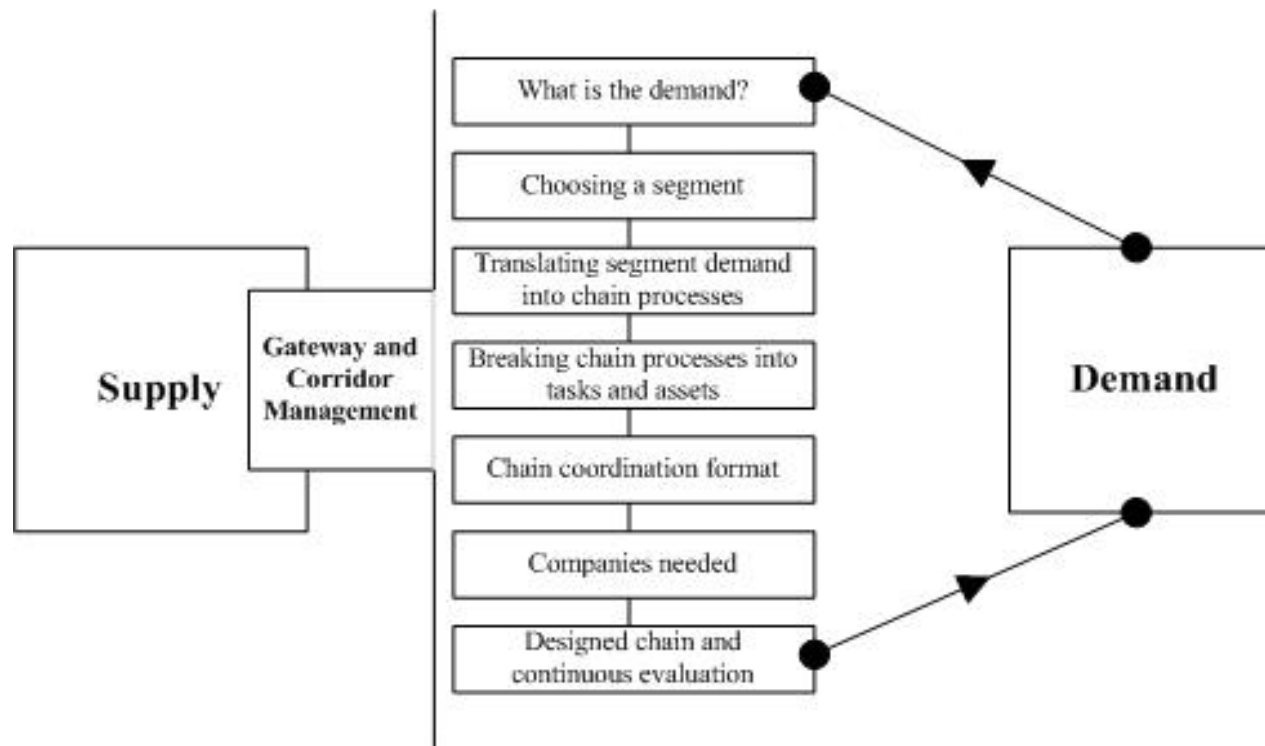 What is the demand?
Choosing a segment
Translating segment demand
into chain processes
Breaking chain processes into
tasks and assets
Chain coordination format
Companies needed
Designed chain and
continuous evaluation
Supply
Gateway and
Corridor
Management
Demand